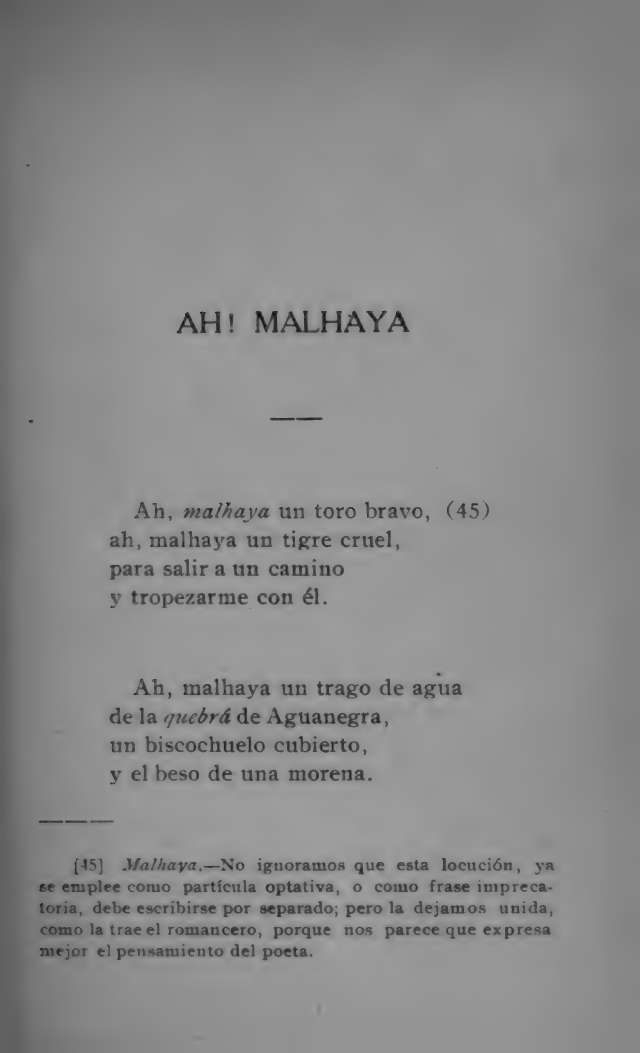 AH! MALHAYA
Ah, malhaya un toro bravo, (45)
ah, malhaya un tigre cruel,
para salir a un camino
y tropezarme con él.
Ah, malhaya un trago de agua
de la quebrá de Aguanegra,
un biscochuelo cubierto,
y el beso de una morena.
[45] Malhaya.—No ignoramos que esta locución, ya
se emplee como partícula optativa, o como frase impreca-
toria, debe escribirse por separado; pero la dejamos unida,
como la trae el romancero, porque nos parece que expresa
mejor el pensamiento del poeta.